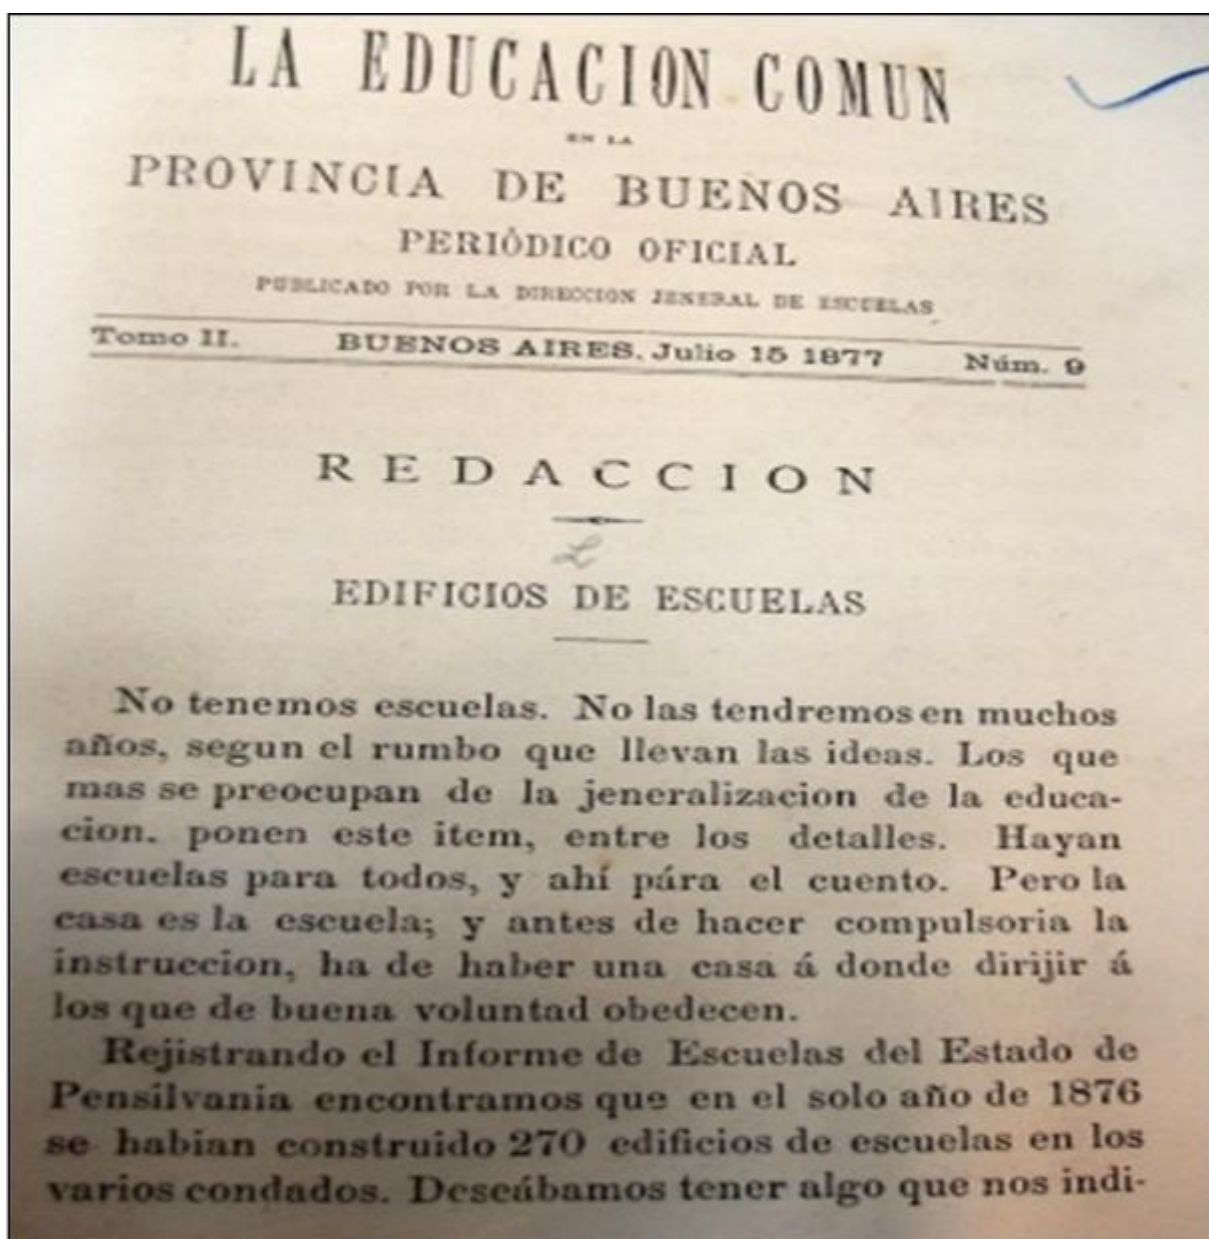 LA EDUCACION COMUN
EN LA
PROVINCIA DE BUENOS AIRES
PERIÓDICO OFICIAL
PUBLICADO POR LA DIRECCION JENERAL DE ESCUELAS
Tomo II. BUENOS AIRES, Julio 15 1877 Núm. 9
REDACCION
EDIFICIOS DE ESCUELAS
No tenemos escuelas. No las tendremos en muchos
años, segun el rumbo que llevan las ideas. Los que
mas se preocupan de la jeneralizacion de la educa-
cion. ponen este item, entre los detalles. Hayan
escuelas para todos, y ahí pára el cuento. Pero la
casa es la escuela; y antes de hacer compulsoria la
instruccion, ha de haber una casa á donde dirijir á
los que de buena voluntad obedecen.
Rejistrando el Informe de Escuelas del Estado de
Pensilvania encontramos que en el solo año de 1876
se habian construido 270 edificios de escuelas en los
varios condados. Deseábamos tener algo que nos indi-